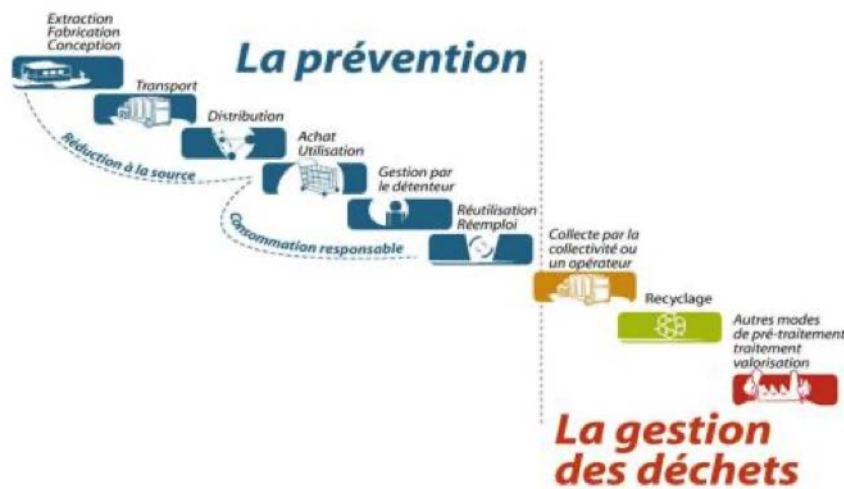 Extraction
Fabrication
Conception
La prévention
Transport
Distribution
Réduction à la source
Achat
Utilisation
Gestion par
le détenteur
Consommation responsable
Réutilisation
Réemploi
Collecte par la
collectivité ou
un opérateur
Recyclage
Autres modes
de pré-traitement
traitement
valorisation
La gestion
des déchets